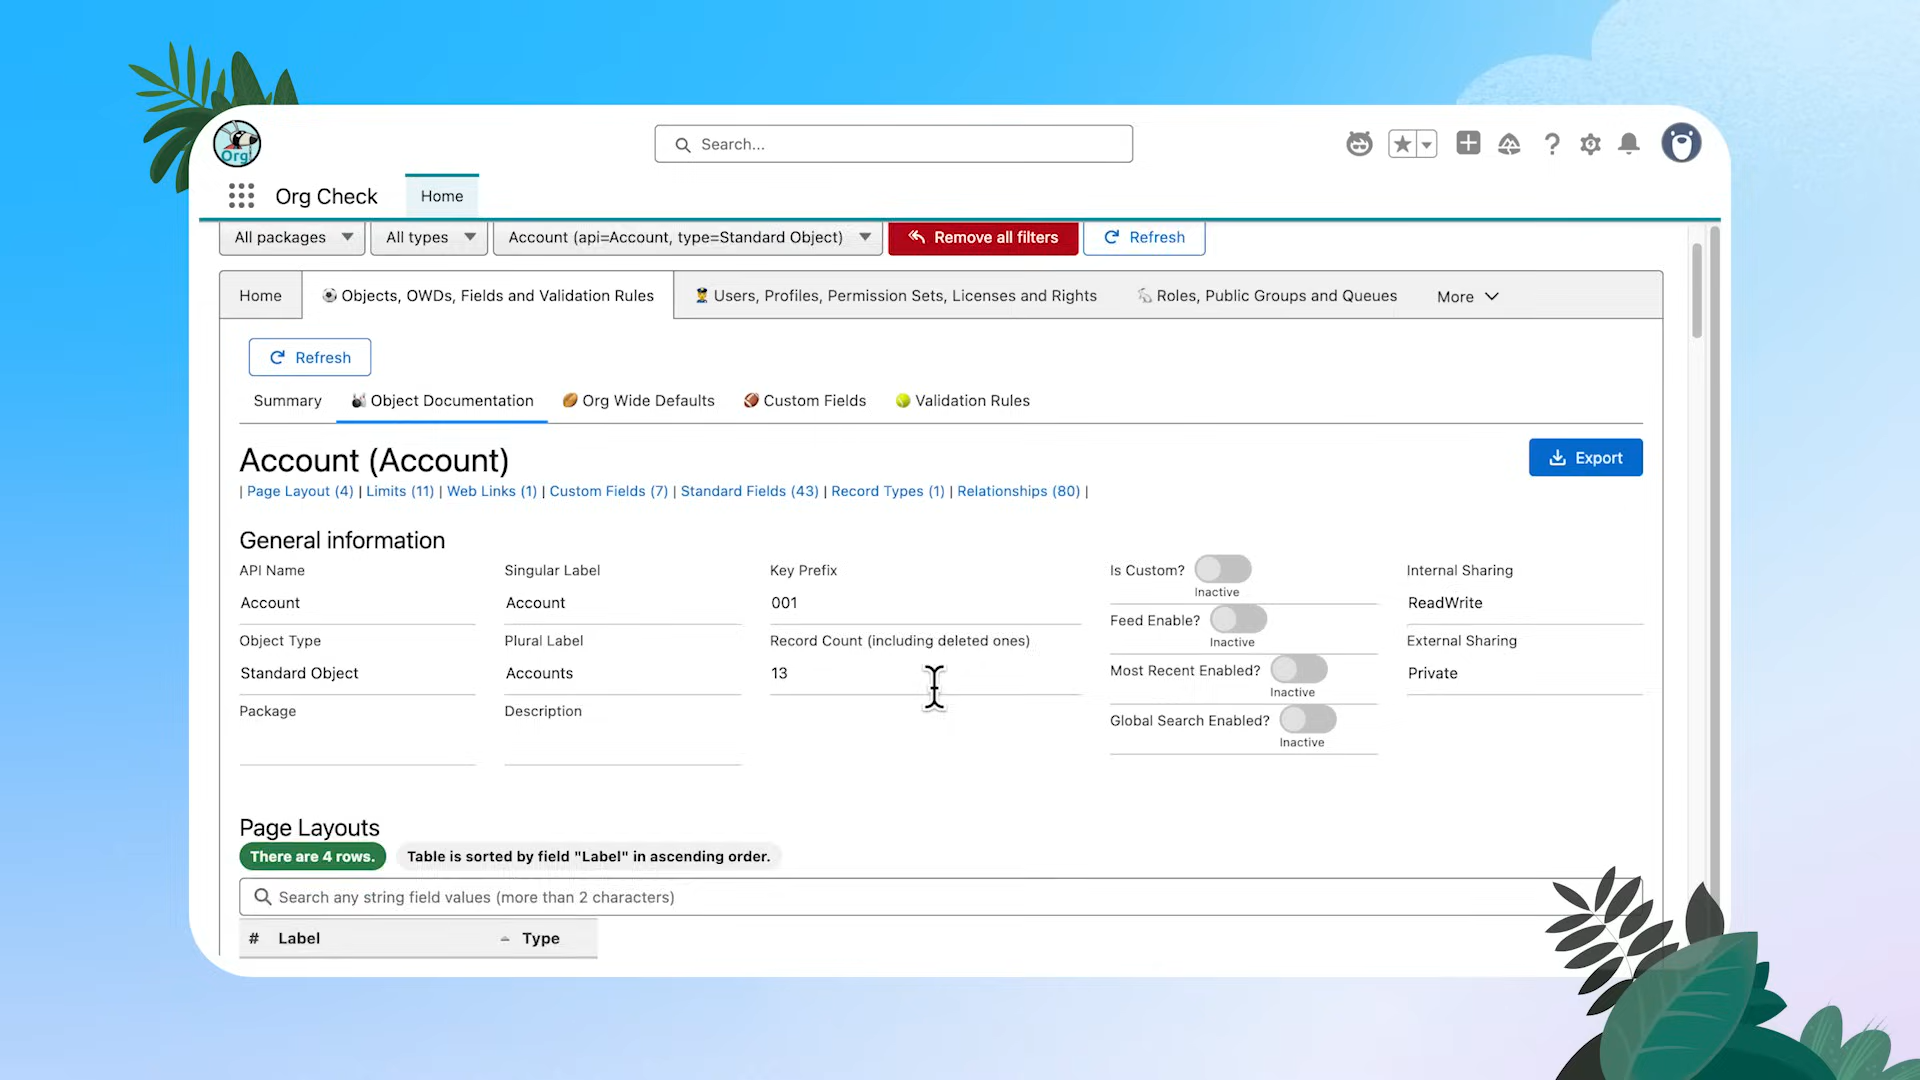 Org!
Search...
Org Check
Home
All packages
All types
Account (api=Account, type=Standard Object)
Remove all filters
Refresh
Home
Objects, OWDs, Fields and Validation Rules
Users, Profiles, Permission Sets, Licenses and Rights
Roles, Public Groups and Queues
More
Refresh
Summary
Object Documentation
Org Wide Defaults
Custom Fields
Validation Rules
Account (Account)
Export
| Page Layout (4) | Limits (11) | Web Links (1) | Custom Fields (7) | Standard Fields (43) | Record Types (1) | Relationships (80) |
General information
API Name
Account
Object Type
Standard Object
Package
Singular Label
Account
Plural Label
Accounts
Description
Key Prefix
001
Record Count (including deleted ones)
13
Is Custom?
Inactive
Feed Enable?
Inactive
Most Recent Enabled?
Inactive
Global Search Enabled?
Inactive
Internal Sharing
ReadWrite
External Sharing
Private
Page Layouts
There are 4 rows.
Table is sorted by field "Label" in ascending order.
Search any string field values (more than 2 characters)
# Label Type